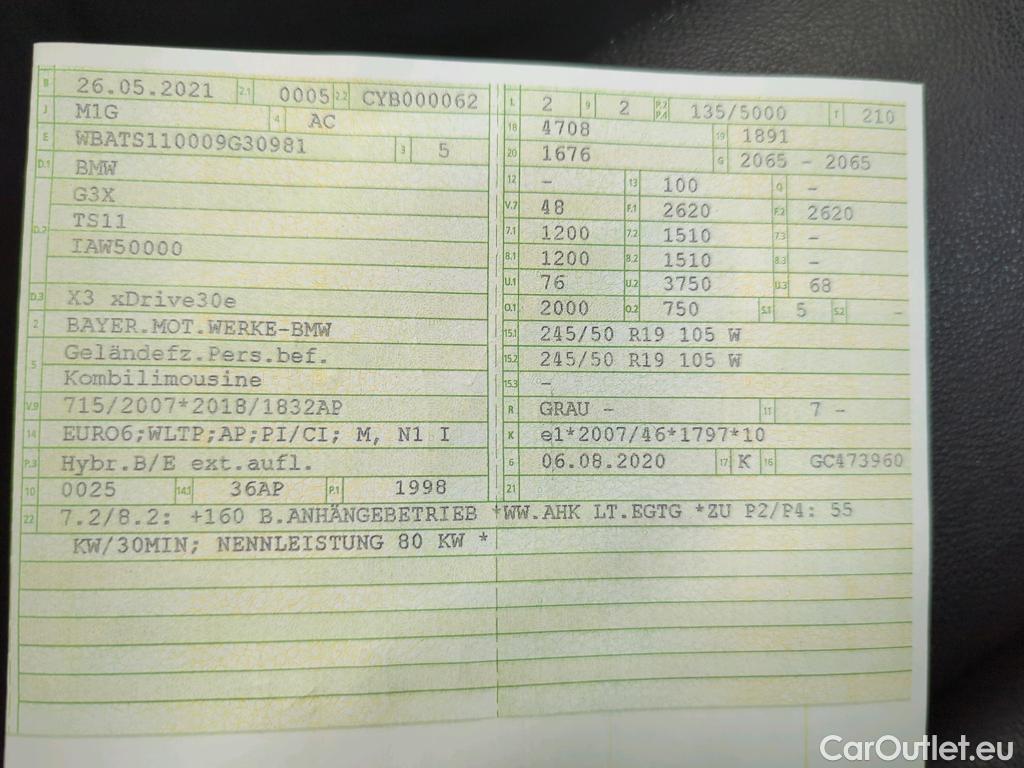 B 26.05.2021 2.1 0005 2.2 CYB000062
J M1G 4 AC
E WBATS110009G30981 3 5
D.1 BMW
G3X
D.2 TS11
IAW50000
D.3 X3 xDrive30e
2 BAYER.MOT.WERKE-BMW
5 Geländefz.Pers.bef.
Kombilimousine
V.9 715/2007*2018/1832AP
14 EURO6;WLTP;AP;PI/CI; M, N1 I
P.3 Hybr.B/E ext.aufl.
10 0025 14.1 36AP P.1 1998
L 2 9 2 P.2 P.4 135/5000 T 210
18 4708 19 1891
20 1676 G 2065 - 2065
12 - 13 100 Q -
V.7 48 F.1 2620 F.2 2620
7.1 1200 7.2 1510 7.3 -
8.1 1200 8.2 1510 8.3 -
U.1 76 U.2 3750 U.3 68
O.1 2000 O.2 750 S.1 5 S.2 -
15.1 245/50 R19 105 W
15.2 245/50 R19 105 W
15.3 -
R GRAU - 11 7 -
K e1*2007/46*1797*10
6 06.08.2020 17 K 16 GC473960
21
22 7.2/8.2: +160 B.ANHÄNGEBETRIEB *WW.AHK LT.EGTG *ZU P2/P4: 55
KW/30MIN; NENNLEISTUNG 80 KW *
CarOutlet.eu